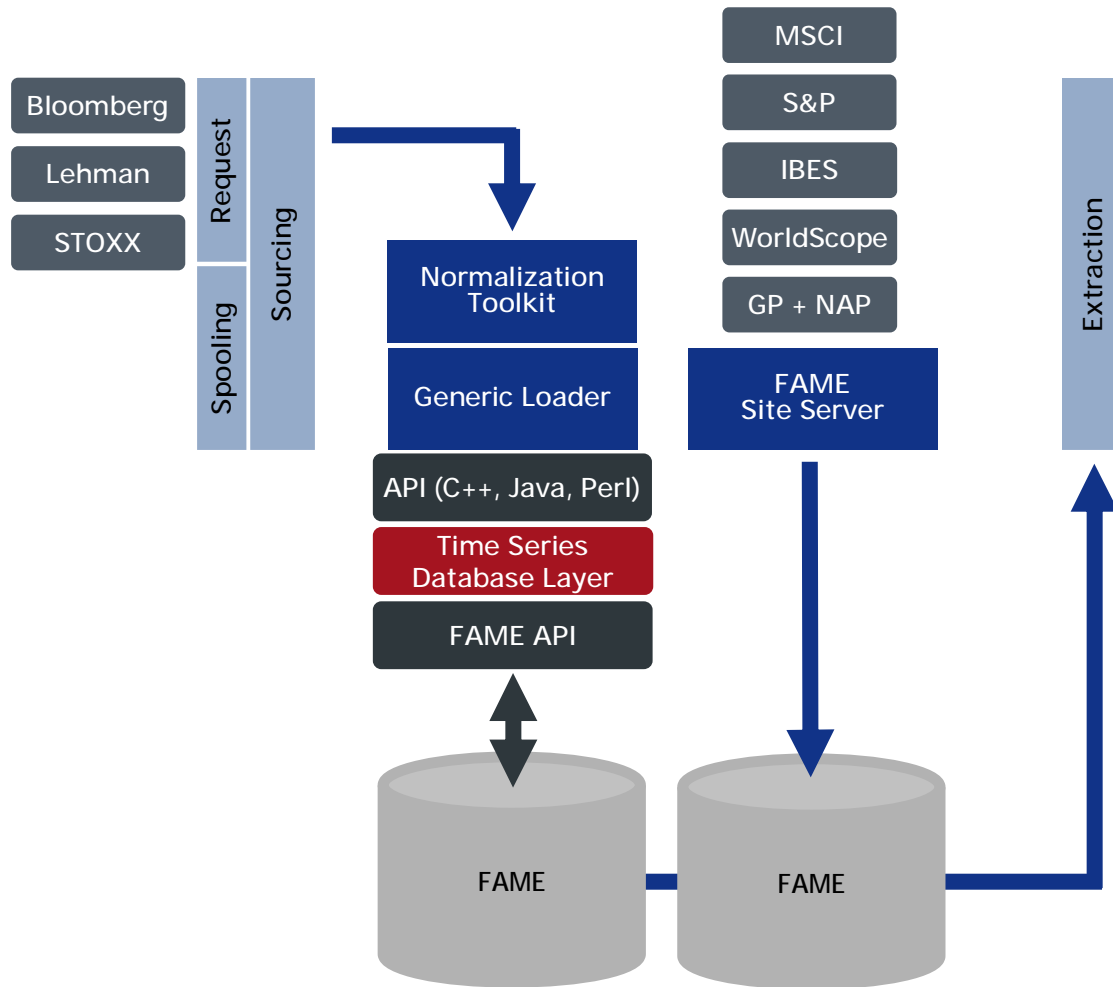 Bloomberg
Lehman
STOXX
Request
Spooling
Sourcing
Normalization
Toolkit
Generic Loader
API (C++, Java, Perl)
Time Series
Database Layer
FAME API
FAME
MSCI
S&P
IBES
WorldScope
GP + NAP
FAME
Site Server
FAME
Extraction